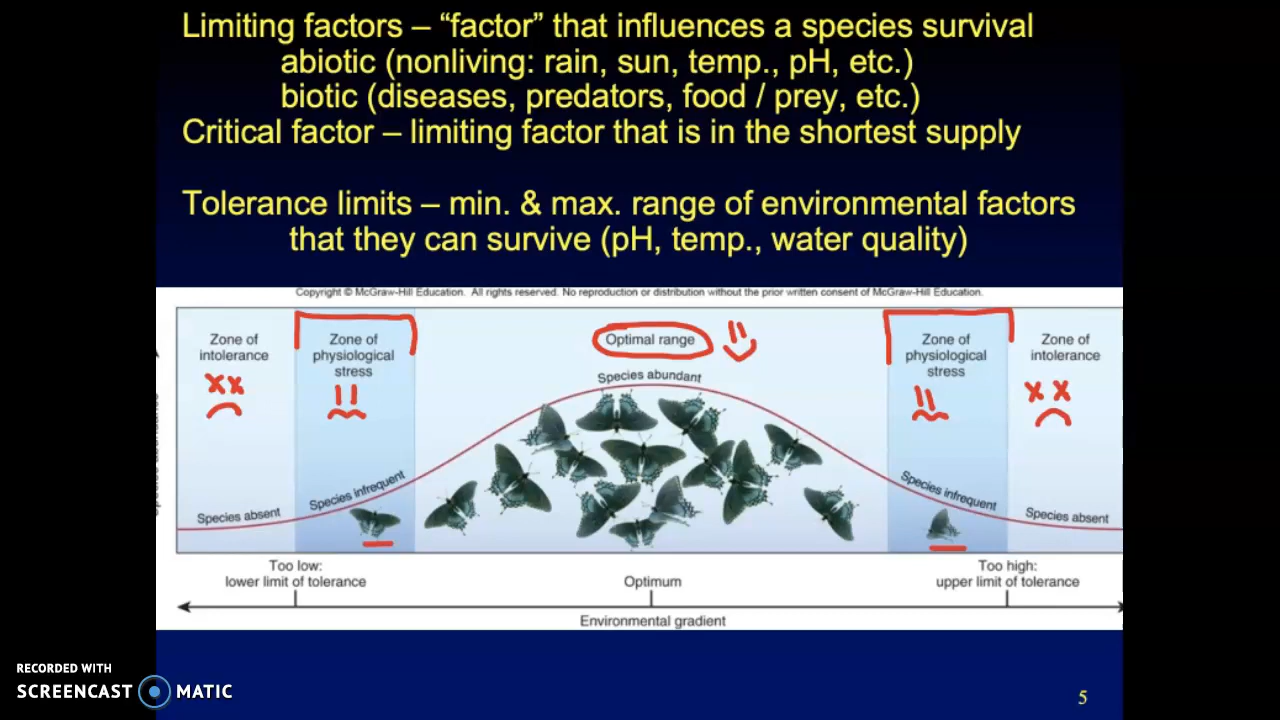 Limiting factors – “factor” that influences a species survival
abiotic (nonliving: rain, sun, temp., pH, etc.)
biotic (diseases, predators, food / prey, etc.)
Critical factor – limiting factor that is in the shortest supply
Tolerance limits – min. & max. range of environmental factors
that they can survive (pH, temp., water quality)
Copyright © McGraw-Hill Education. All rights reserved. No reproduction or distribution without the prior written consent of McGraw-Hill Education.
Zone of
intolerance
Zone of
physiological
stress
Optimal range
Zone of
physiological
stress
Zone of
intolerance
Species abundant
Species absent
Species infrequent
Species infrequent
Species absent
Too low:
lower limit of tolerance
Optimum
Too high:
upper limit of tolerance
Environmental gradient
RECORDED WITH
SCREENCAST MATIC
5